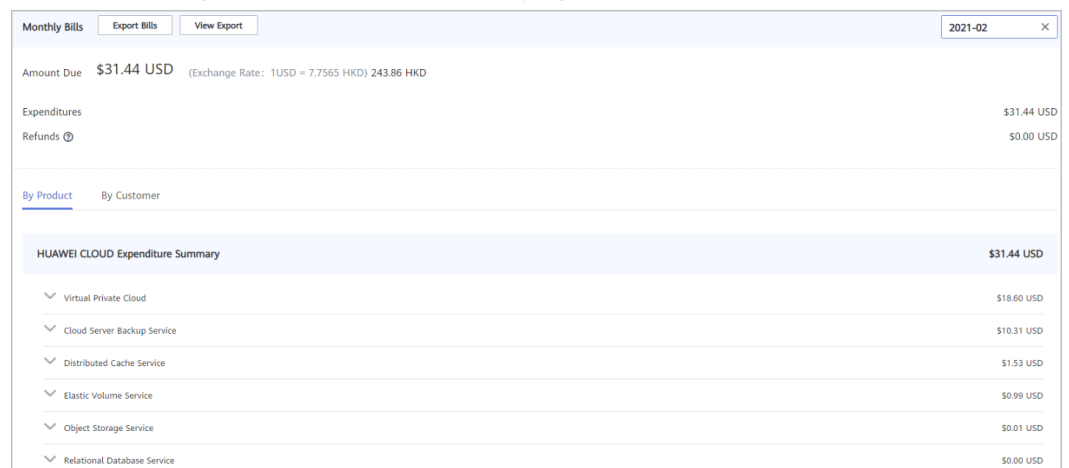 Monthly Bills Export Bills View Export 2021-02
Amount Due $31.44 USD (Exchange Rate: 1USD = 7.7565 HKD) 243.86 HKD
Expenditures $31.44 USD
Refunds $0.00 USD
By Product By Customer
HUAWEI CLOUD Expenditure Summary $31.44 USD
Virtual Private Cloud $18.60 USD
Cloud Server Backup Service $10.31 USD
Distributed Cache Service $1.53 USD
Elastic Volume Service $0.99 USD
Object Storage Service $0.01 USD
Relational Database Service $0.00 USD